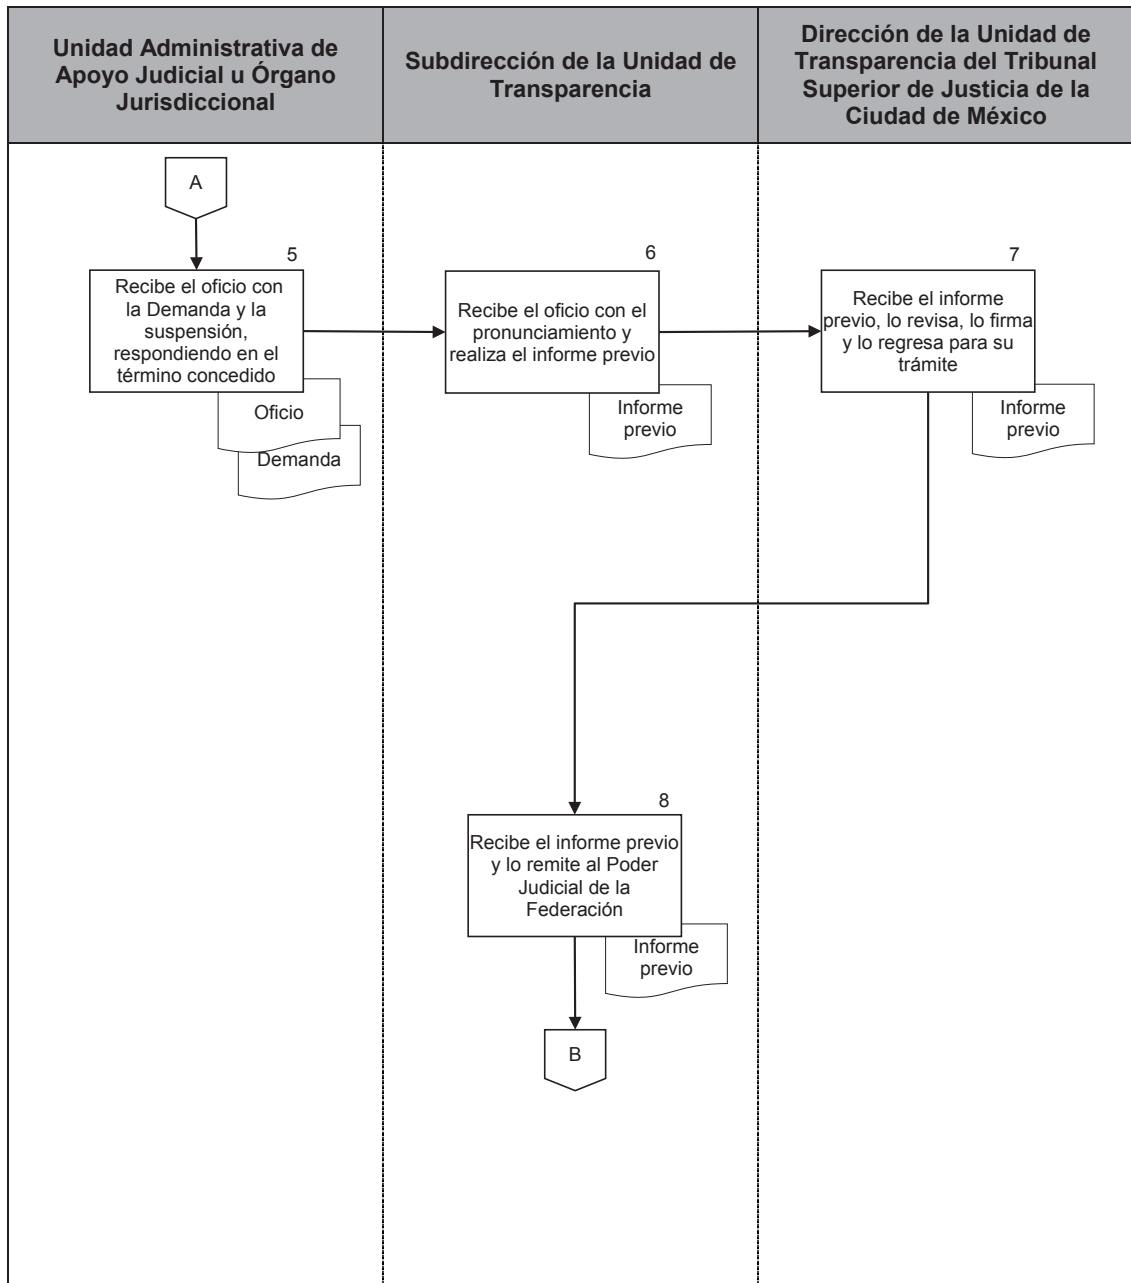 Unidad Administrativa de
Apoyo Judicial u Órgano
Jurisdiccional
Subdirección de la Unidad de
Transparencia
Dirección de la Unidad de
Transparencia del Tribunal
Superior de Justicia de la
Ciudad de México
A
5
Recibe el oficio con
la Demanda y la
suspensión,
respondiendo en el
término concedido
Oficio
Demanda
6
Recibe el oficio con el
pronunciamiento y
realiza el informe previo
Informe
previo
7
Recibe el informe
previo, lo revisa, lo firma
y lo regresa para su
trámite
Informe
previo
8
Recibe el informe previo
y lo remite al Poder
Judicial de la
Federación
Informe
previo
B